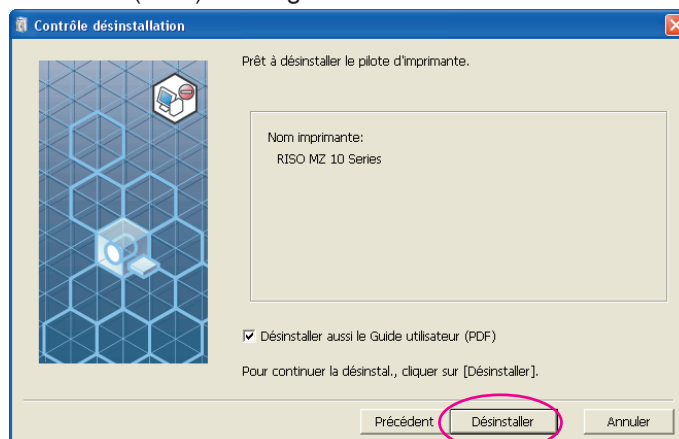 Contrôle désinstallation
Prêt à désinstaller le pilote d'imprimante.
Nom imprimante:
RISO MZ 10 Series
Désinstaller aussi le Guide utilisateur (PDF)
Pour continuer la désinstal., cliquer sur [Désinstaller].
Précédent Désinstaller Annuler